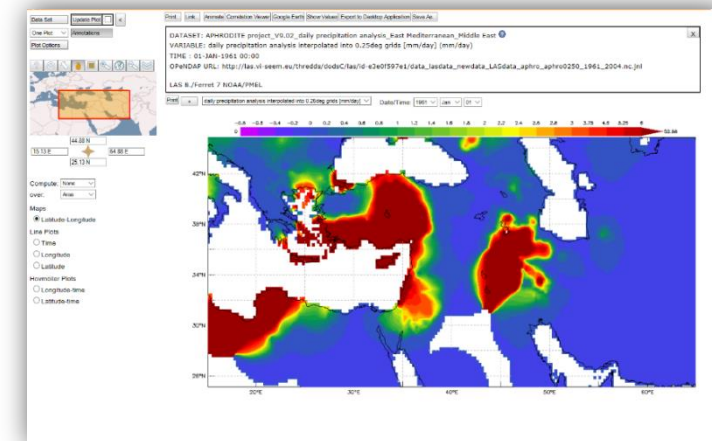 Data Set Update Plot
One Plot Annotations
Plot Options
44.88 N
15.13 E 64.88 E
25.13 N
Compute: None
over: Area
Maps
Latitude-Longitude
Line Plots
Time
Longitude
Latitude
Hovmoller Plots
Longitude-time
Latitude-time
Print Link Animate Correlation Viewer Google Earth Show Values Export to Desktop Application Save As...
DATASET: APHRODITE project_V9.02_daily precipitation analysis_East Mediterranean_Middle East
VARIABLE: daily precipitation analysis interpolated into 0.25deg grids [mm/day] (mm/day)
TIME : 01-JAN-1961 00:00
OPeNDAP URL: http://las.vi-seem.eu/thredds/dodsC/las/id-e3e0f597e1/data_lasdata_newdata_LASdata_aphro_aphro0250_1961_2004.nc.jnl
LAS 8./Ferret 7 NOAA/PMEL
X
daily precipitation analysis interpolated into 0.25deg grids [mm/day] Date/Time: 1961 Jan 01
42°N
38°N
34°N
30°N
26°N
20°E 30°E 40°E 50°E 60°E